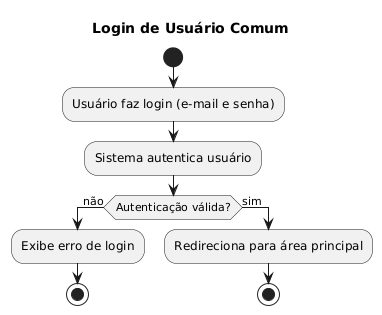 Login de Usuário Comum
Usuário faz login (e-mail e senha)
Sistema autentica usuário
Autenticação válida?
não
sim
Exibe erro de login
Redireciona para área principal